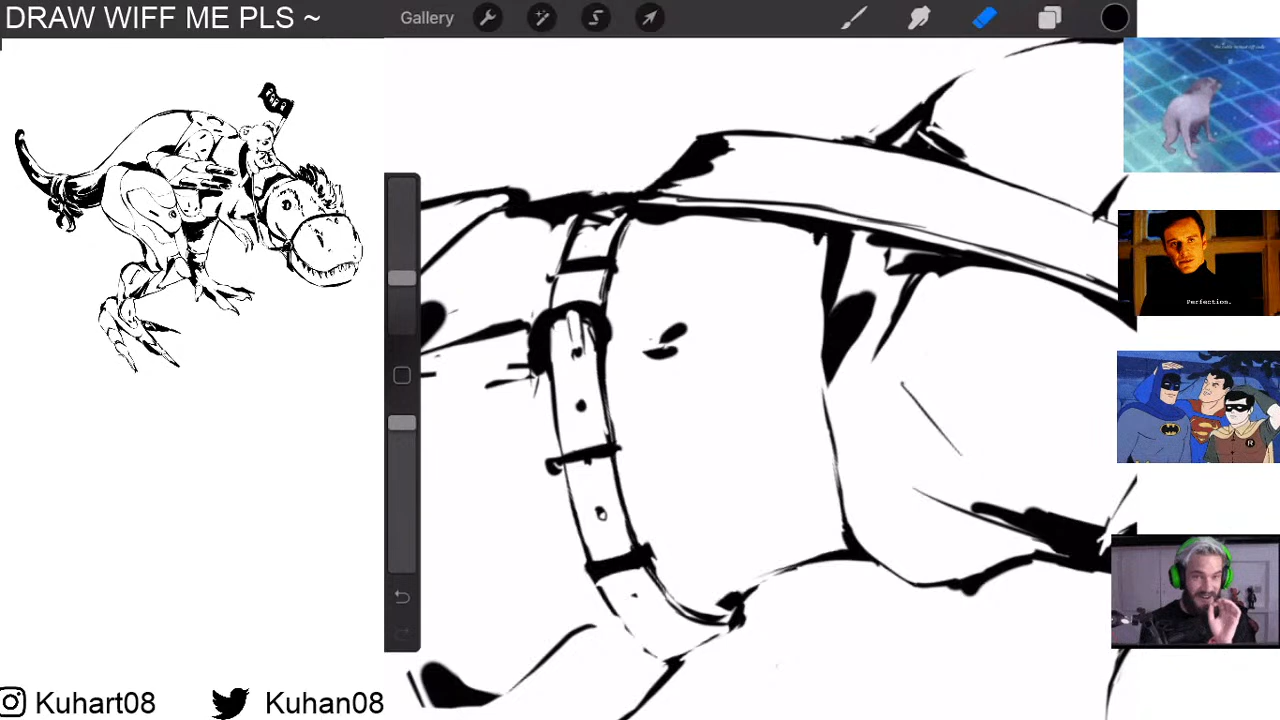 DRAW WIFF ME PLS ~
Gallery
Perfection.
Kuhart08
Kuhan08